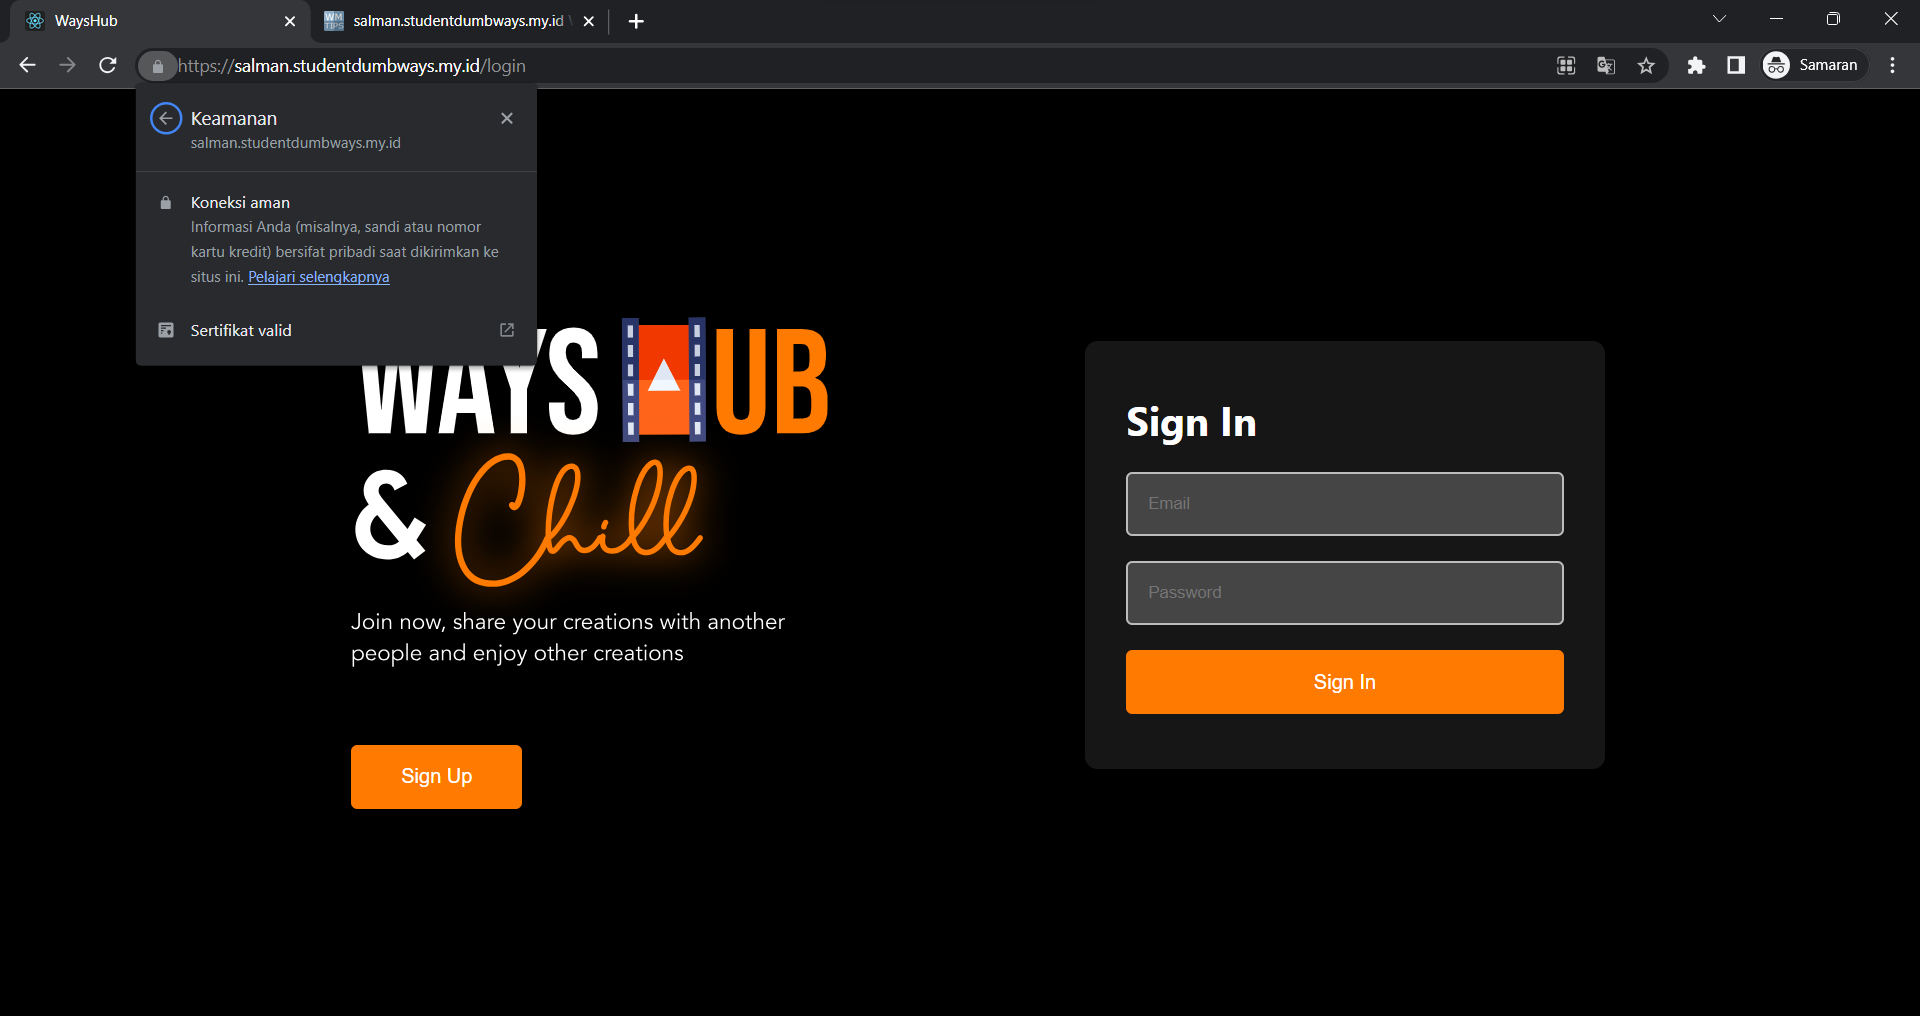 WaysHub
salman.studentdumbways.my.id
https://salman.studentdumbways.my.id/login
Samaran
Keamanan
salman.studentdumbways.my.id
Koneksi aman
Informasi Anda (misalnya, sandi atau nomor
kartu kredit) bersifat pribadi saat dikirimkan ke
situs ini. Pelajari selengkapnya
Sertifikat valid
WAYS UB
& Chill
Join now, share your creations with another
people and enjoy other creations
Sign Up
Sign In
Email
Password
Sign In